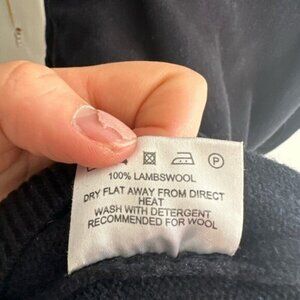 P
100% LAMBSWOOL
DRY FLAT AWAY FROM DIRECT
HEAT
WASH WITH DETERGENT
RECOMMENDED FOR WOOL